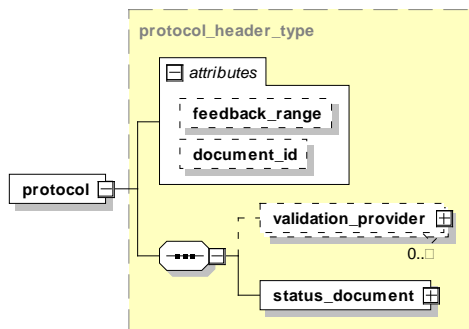 protocol_header_type
attributes
feedback_range
document_id
protocol
validation_provider
0..□
status_document